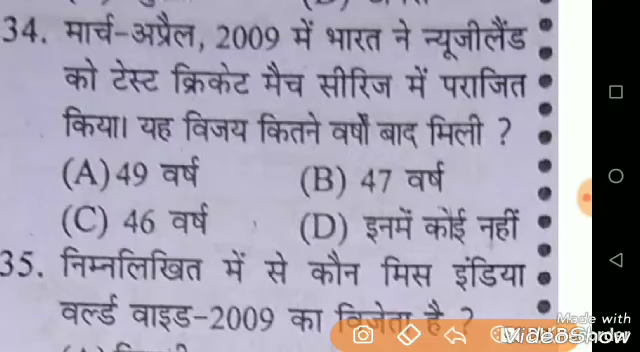 34. मार्च-अप्रैल, 2009 में भारत ने न्यूजीलैंड
को टेस्ट क्रिकेट मैच सीरिज में पराजित
किया। यह विजय कितने वर्षों बाद मिली ?
(A) 49 वर्ष (B) 47 वर्ष
(C) 46 वर्ष (D) इनमें कोई नहीं
35. निम्नलिखित में से कौन मिस इंडिया
वर्ल्ड वाइड-2009 का विजेता है ?
Made with
VideoShow